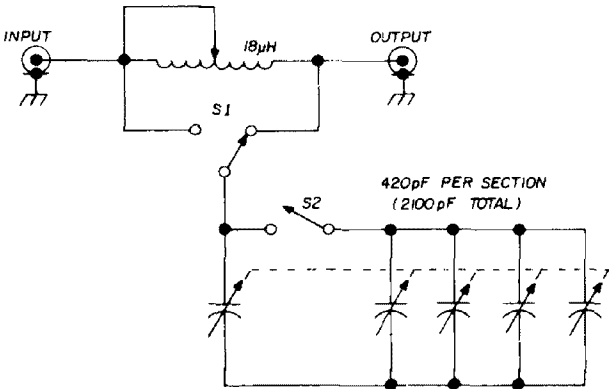 INPUT
18µH
OUTPUT
S1
S2
420pF PER SECTION
(2100pF TOTAL)